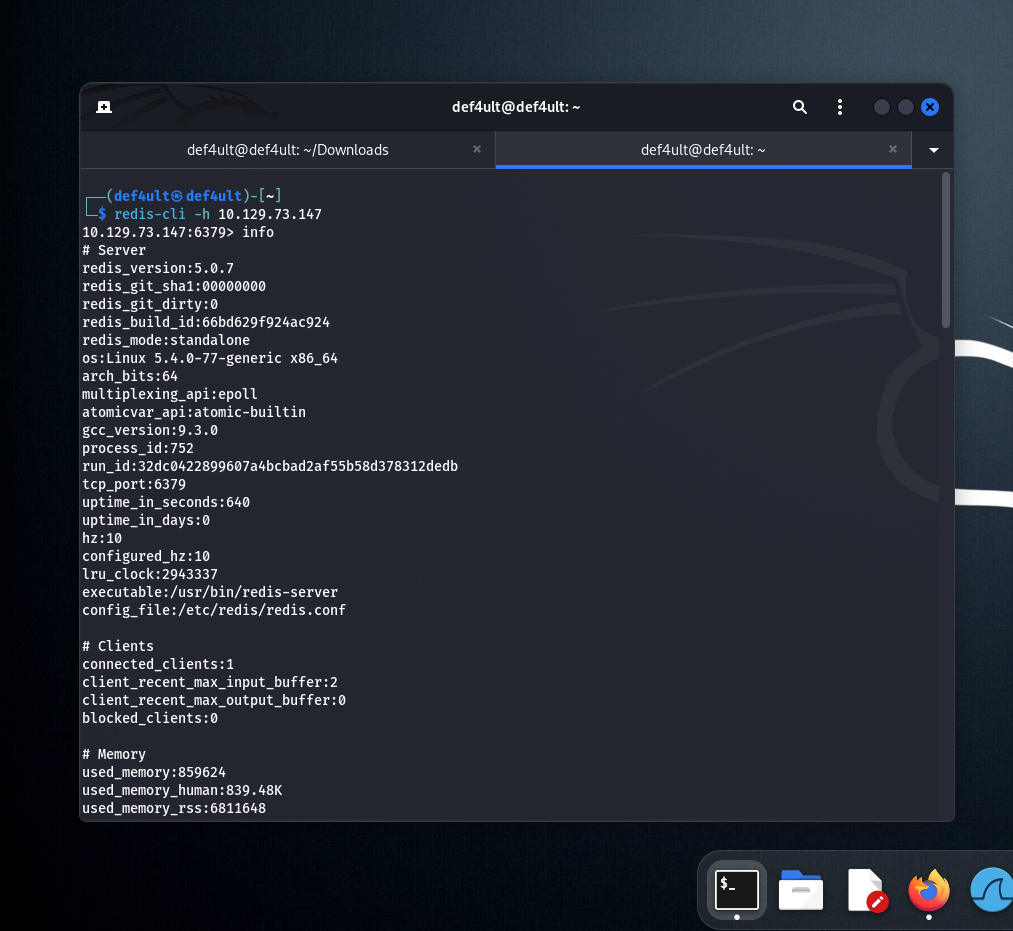 def4ult@def4ult: ~
def4ult@def4ult: ~/Downloads
def4ult@def4ult: ~
┌──(def4ult㉿def4ult)-[~]
└─$ redis-cli -h 10.129.73.147
10.129.73.147:6379> info
# Server
redis_version:5.0.7
redis_git_sha1:00000000
redis_git_dirty:0
redis_build_id:66bd629f924ac924
redis_mode:standalone
os:Linux 5.4.0-77-generic x86_64
arch_bits:64
multiplexing_api:epoll
atomicvar_api:atomic-builtin
gcc_version:9.3.0
process_id:752
run_id:32dc0422899607a4bcbad2af55b58d378312dedb
tcp_port:6379
uptime_in_seconds:640
uptime_in_days:0
hz:10
configured_hz:10
lru_clock:2943337
executable:/usr/bin/redis-server
config_file:/etc/redis/redis.conf
# Clients
connected_clients:1
client_recent_max_input_buffer:2
client_recent_max_output_buffer:0
blocked_clients:0
# Memory
used_memory:859624
used_memory_human:839.48K
used_memory_rss:6811648
$_